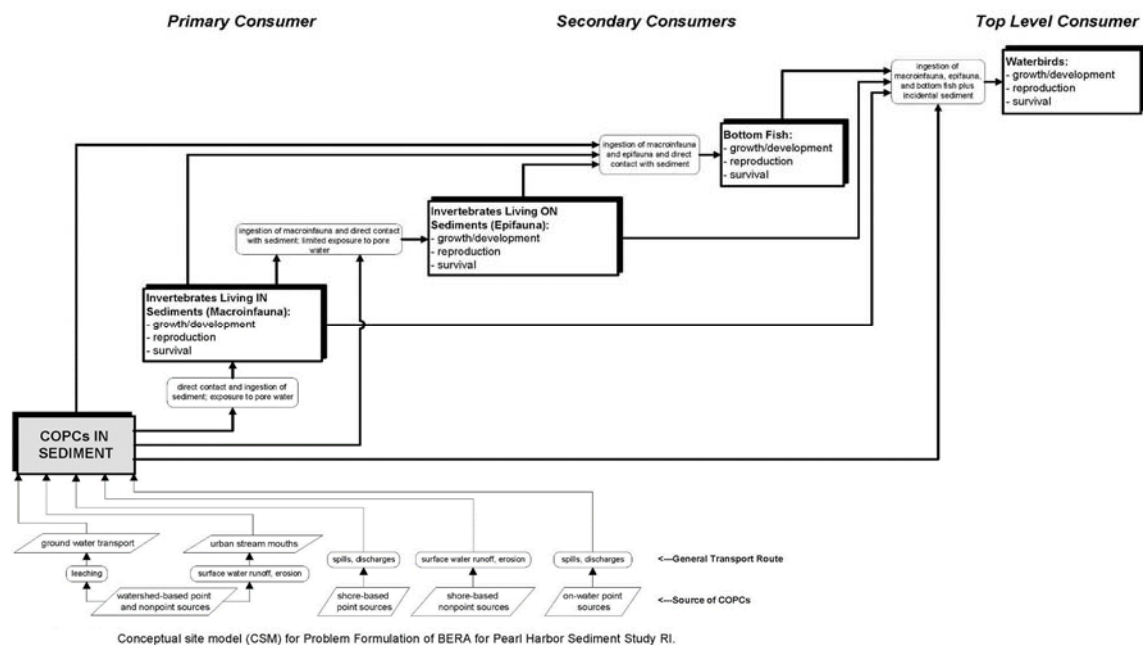 Primary Consumer
Secondary Consumers
Top Level Consumer
ingestion of
macroinfauna, epifauna,
and bottom fish plus
incidental sediment
Waterbirds:
- growth/development
- reproduction
- survival
ingestion of macroinfauna
and epifauna and direct
contact with sediment
Bottom Fish:
- growth/development
- reproduction
- survival
ingestion of macroinfauna and direct contact
with sediment; limited exposure to pore
water
Invertebrates Living ON
Sediments (Epifauna):
- growth/development
- reproduction
- survival
Invertebrates Living IN
Sediments (Macroinfauna):
- growth/development
- reproduction
- survival
direct contact and ingestion of
sediment; exposure to pore water
COPCs IN
SEDIMENT
ground water transport
urban stream mouths
spills, discharges
surface water runoff, erosion
spills, discharges
<---General Transport Route
leaching
surface water runoff, erosion
watershed-based point
and nonpoint sources
shore-based
point sources
shore-based
nonpoint sources
on-water point
sources
<---Source of COPCs
Conceptual site model (CSM) for Problem Formulation of BERA for Pearl Harbor Sediment Study RI.